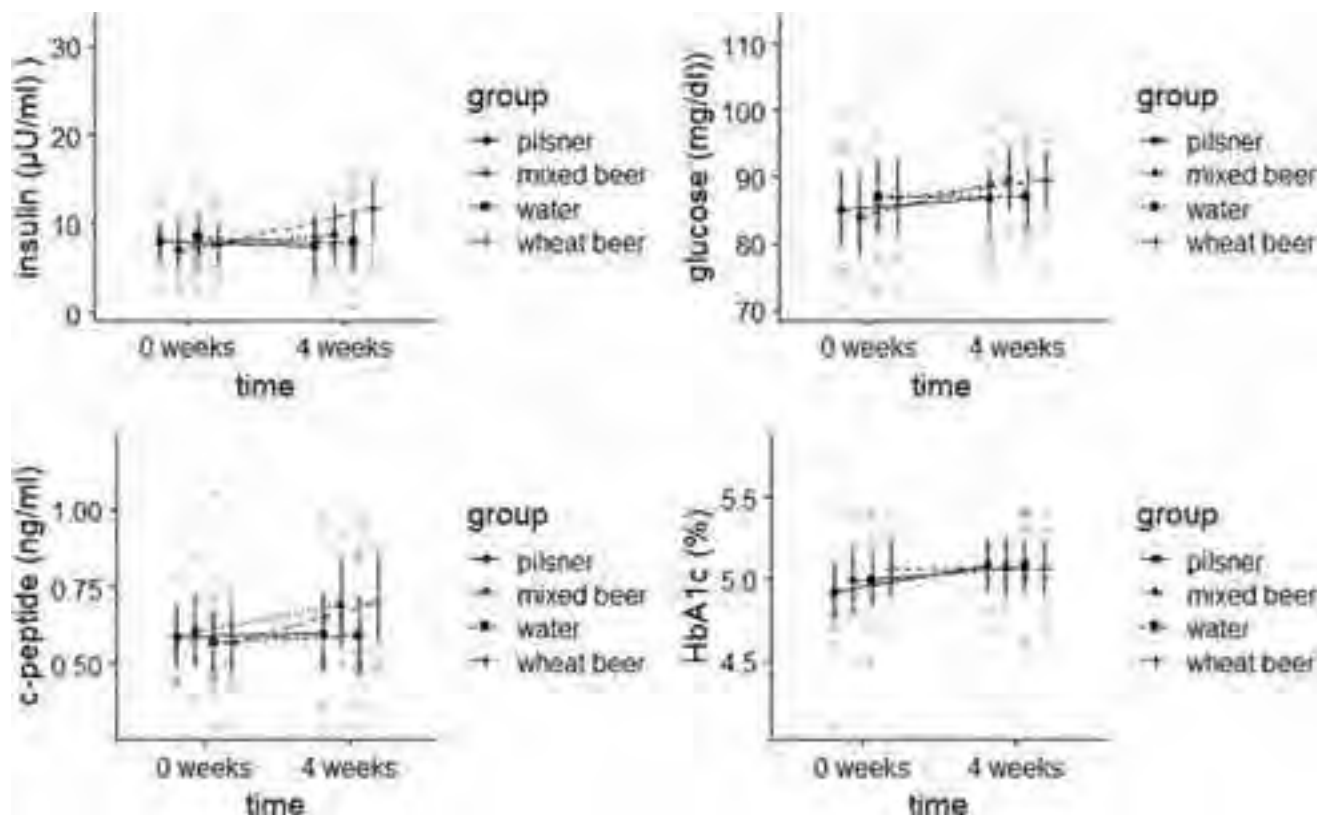 insulin (µU/ml) )
30
20
10
0
0 weeks 4 weeks
time
group
pilsner
mixed beer
water
wheat beer
glucose (mg/dl))
110
100
90
80
70
0 weeks 4 weeks
time
group
pilsner
mixed beer
water
wheat beer
c-peptide (ng/ml)
1.00
0.75
0.50
0 weeks 4 weeks
time
group
pilsner
mixed beer
water
wheat beer
HbA1c (%)
5.5
5.0
4.5
0 weeks 4 weeks
time
group
pilsner
mixed beer
water
wheat beer